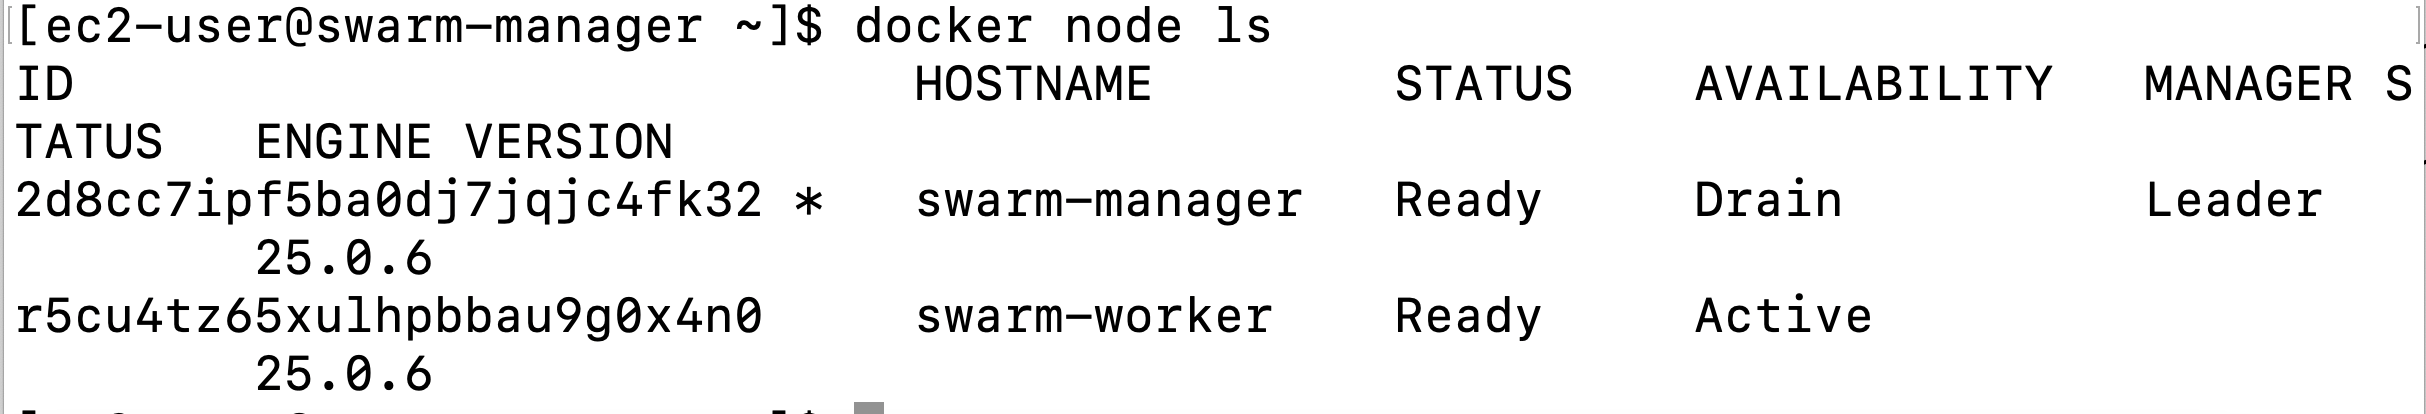 [ec2-user@swarm-manager ~]$ docker node ls
ID                            HOSTNAME        STATUS    AVAILABILITY   MANAGER S
TATUS   ENGINE VERSION
2d8cc7ipf5ba0dj7jqjc4fk32 *   swarm-manager   Ready     Drain          Leader
        25.0.6
r5cu4tz65xulhpbbau9g0x4n0     swarm-worker    Ready     Active
        25.0.6